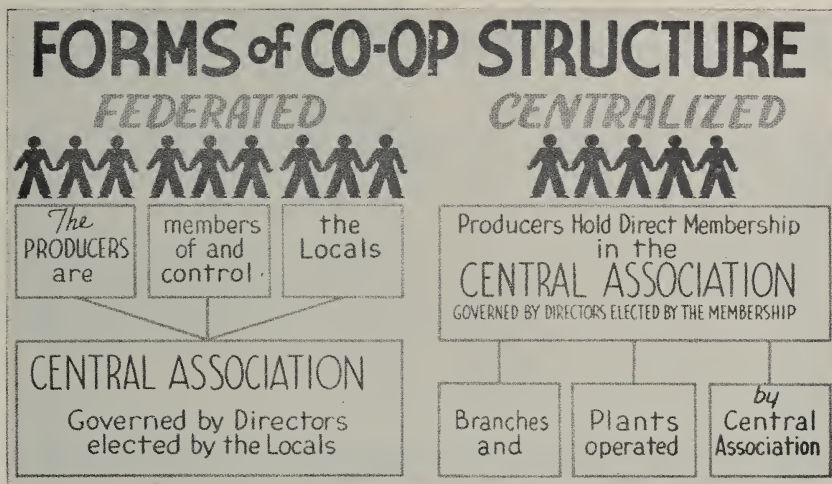 FORMS of CO-OP STRUCTURE
FEDERATED
The
PRODUCERS
are
members
of and
control
the
Locals
CENTRAL ASSOCIATION
Governed by Directors
elected by the Locals
CENTRALIZED
Producers Hold Direct Membership
in the
CENTRAL ASSOCIATION
GOVERNED BY DIRECTORS ELECTED BY THE MEMBERSHIP
Branches
and
Plants
operated
by
Central
Association